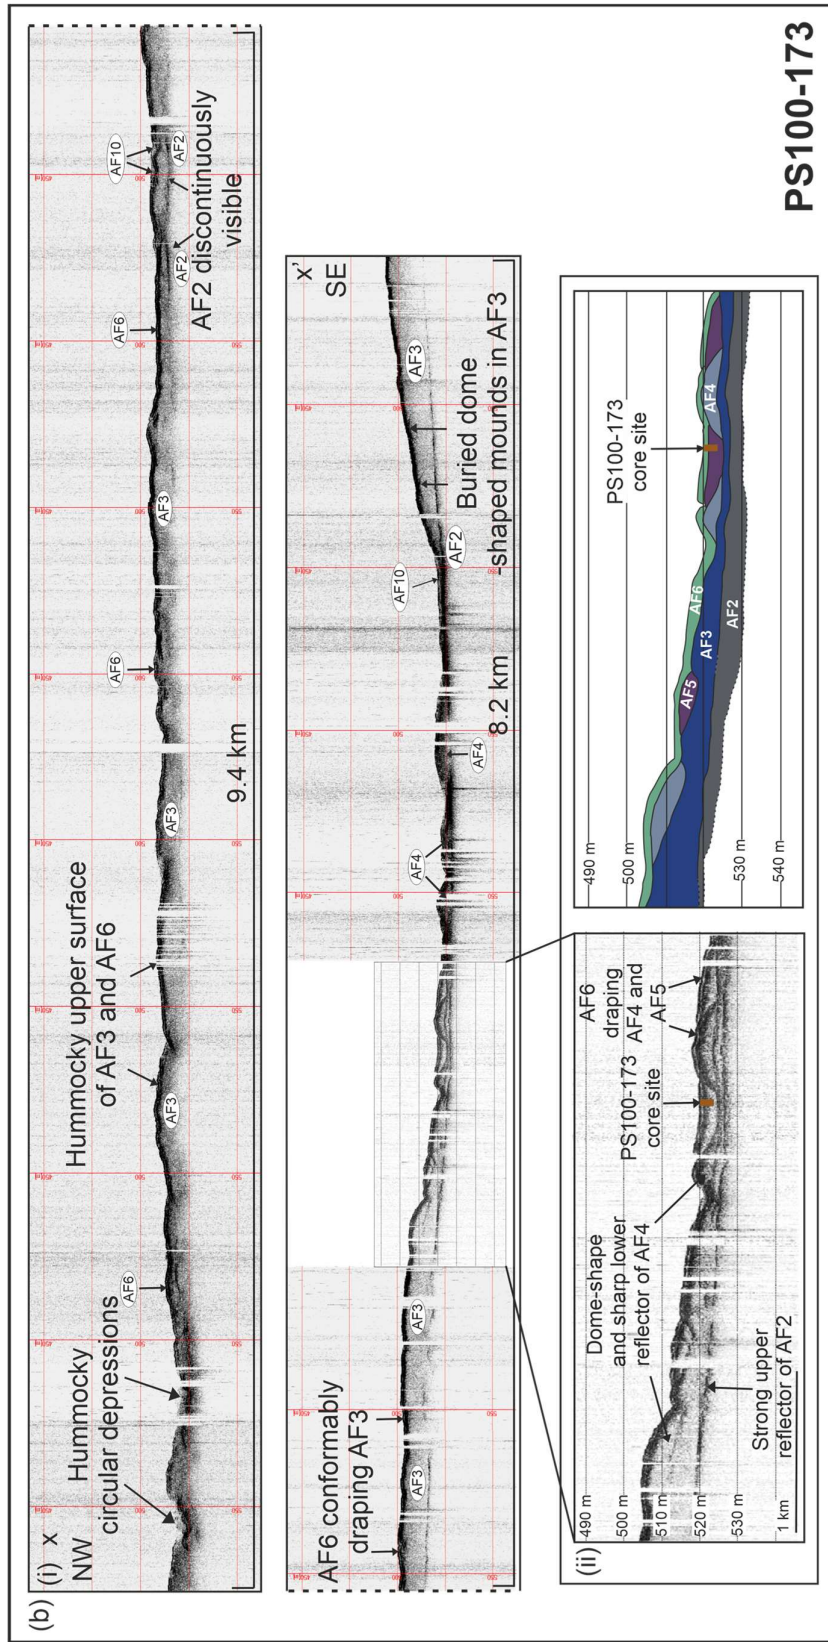 (b) (i) x
NW
Hummocky
circular depressions
AF6
AF3
Hummocky upper surface
of AF3 and AF6
AF3
9.4 km
AF6
AF3
AF6
AF2
AF2 discontinuously
visible
AF10
AF2
AF6 conformably
draping AF3
AF3
AF3
AF4
AF4
8.2 km
AF10
AF2
Buried dome
-shaped mounds in AF3
AF3
x'
SE
(ii)
490 m
500 m
510 m
520 m
530 m
1 km
Strong upper
reflector of AF2
Dome-shape
and sharp lower
reflector of AF4
PS100-173
core site
AF6
draping
AF4 and
AF5
490 m
500 m
530 m
540 m
AF5
AF6
AF3
AF2
PS100-173
core site
AF4
PS100-173